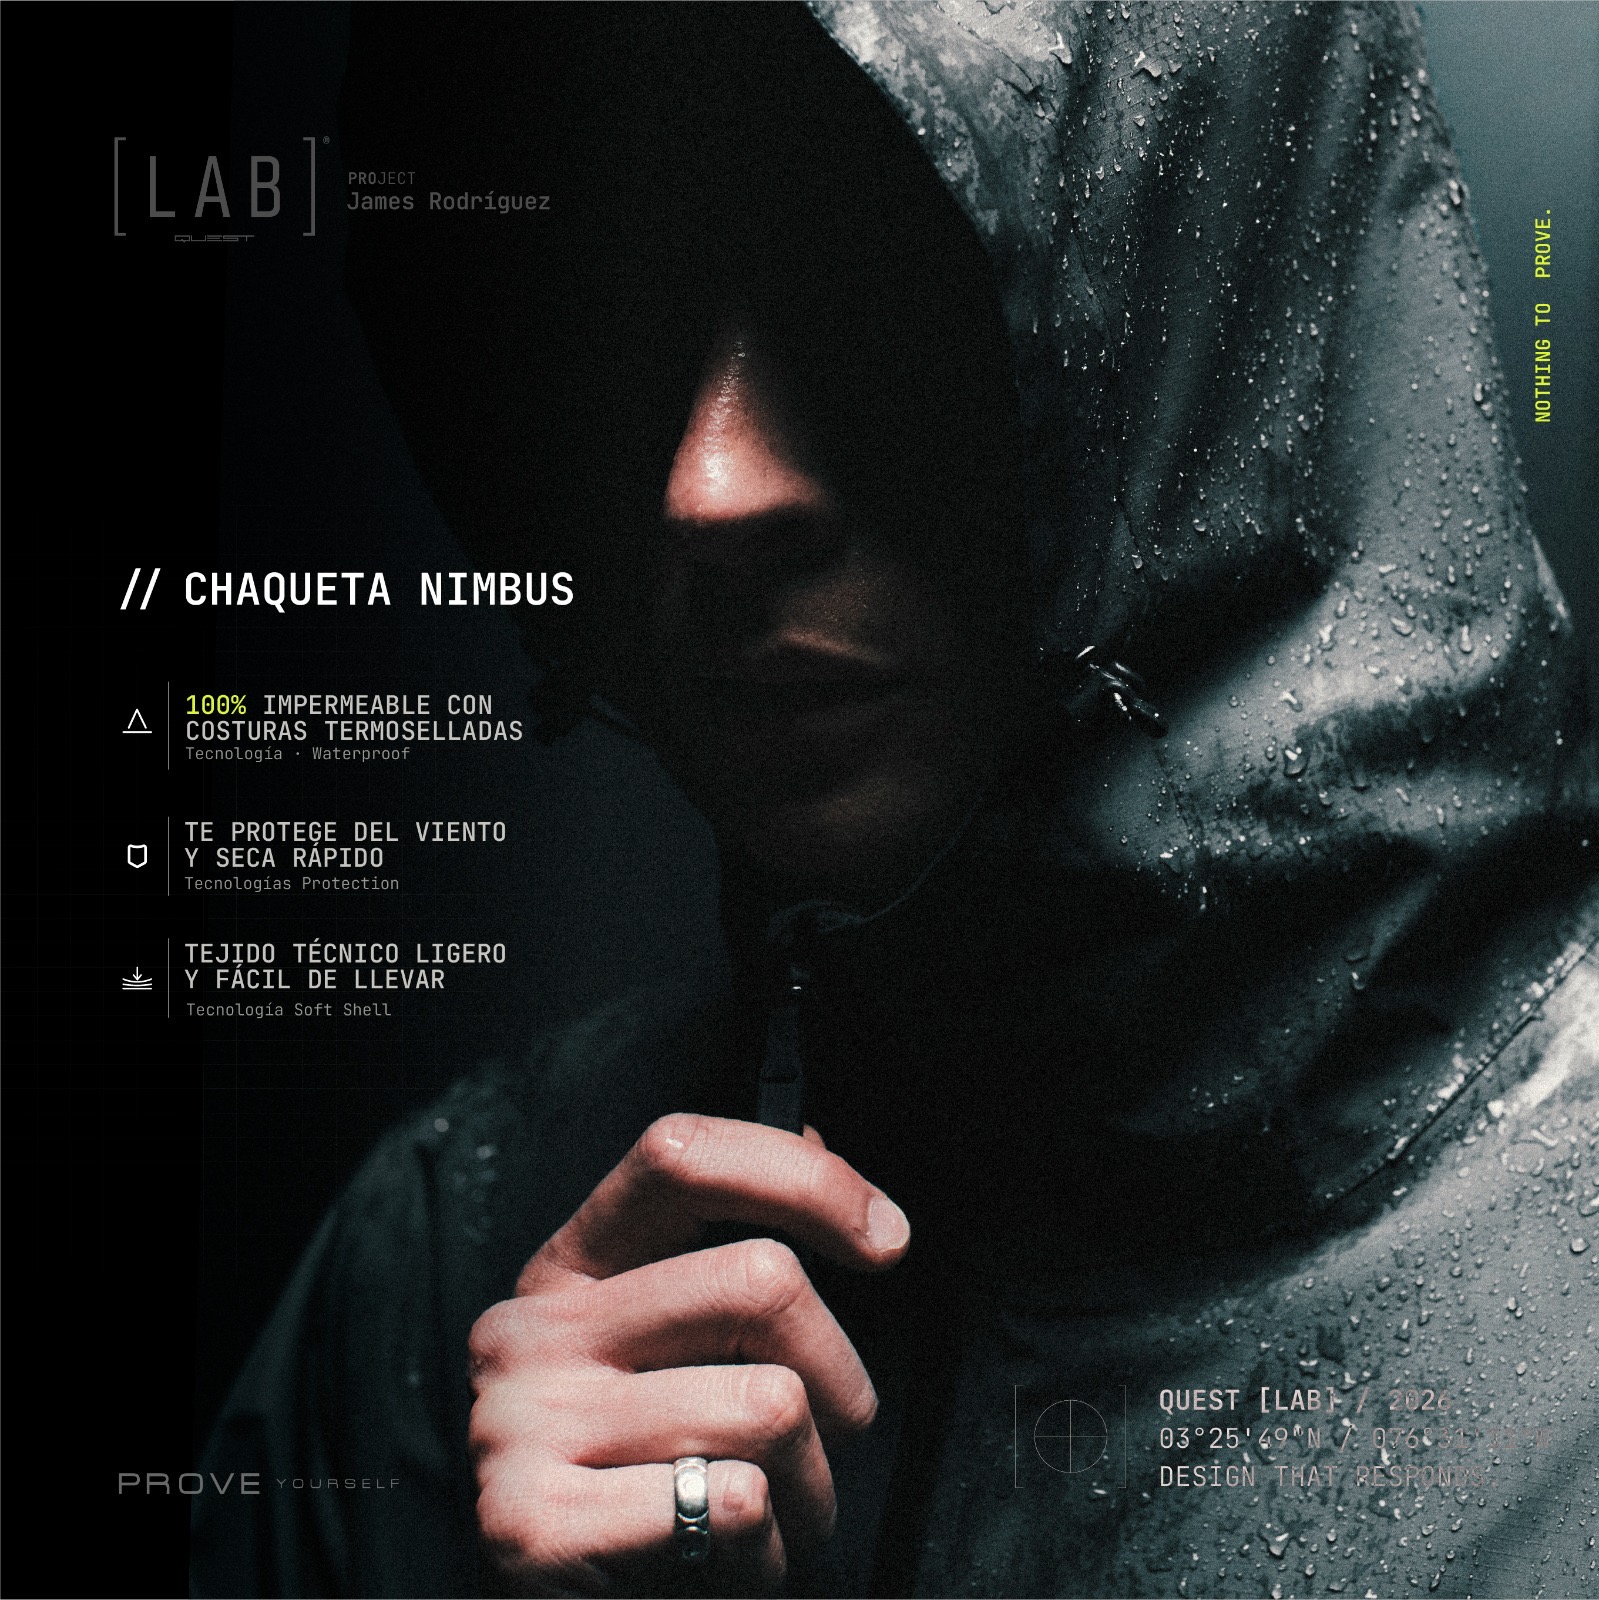 [LAB]®
QUEST
PROJECT
James Rodríguez
NOTHING TO PROVE.
// CHAQUETA NIMBUS
100% IMPERMEABLE CON
COSTURAS TERMOSELLADAS
Tecnología · Waterproof
TE PROTEGE DEL VIENTO
Y SECA RÁPIDO
Tecnologías Protection
TEJIDO TÉCNICO LIGERO
Y FÁCIL DE LLEVAR
Tecnología Soft Shell
QUEST [LAB] / 2026
03°25'49"N /
DESIGN THAT RESPONDS
PROVE YOURSELF